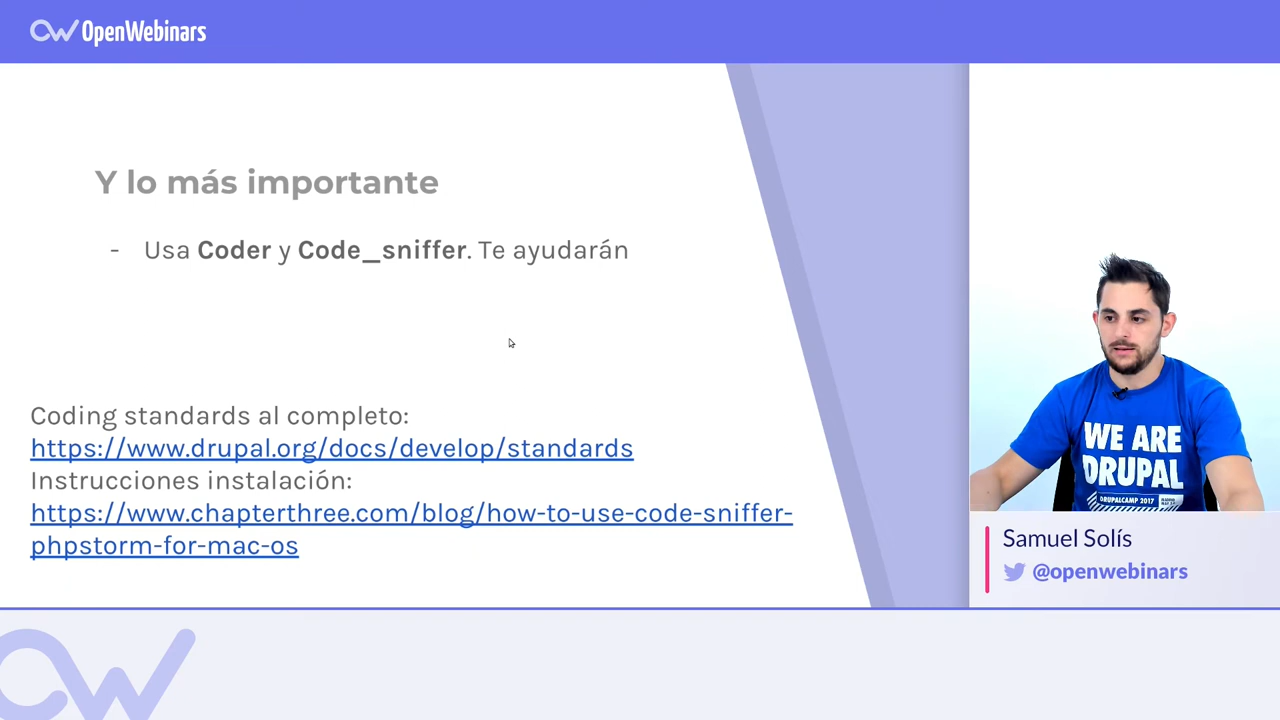 OpenWebinars
Y lo más importante
- Usa Coder y Code_sniffer. Te ayudarán
Coding standards al completo:
https://www.drupal.org/docs/develop/standards
Instrucciones instalación:
https://www.chapterthree.com/blog/how-to-use-code-sniffer-
phpstorm-for-mac-os
WE ARE
DRUPAL
DRUPALCAMP 2017
Samuel Solís
@openwebinars